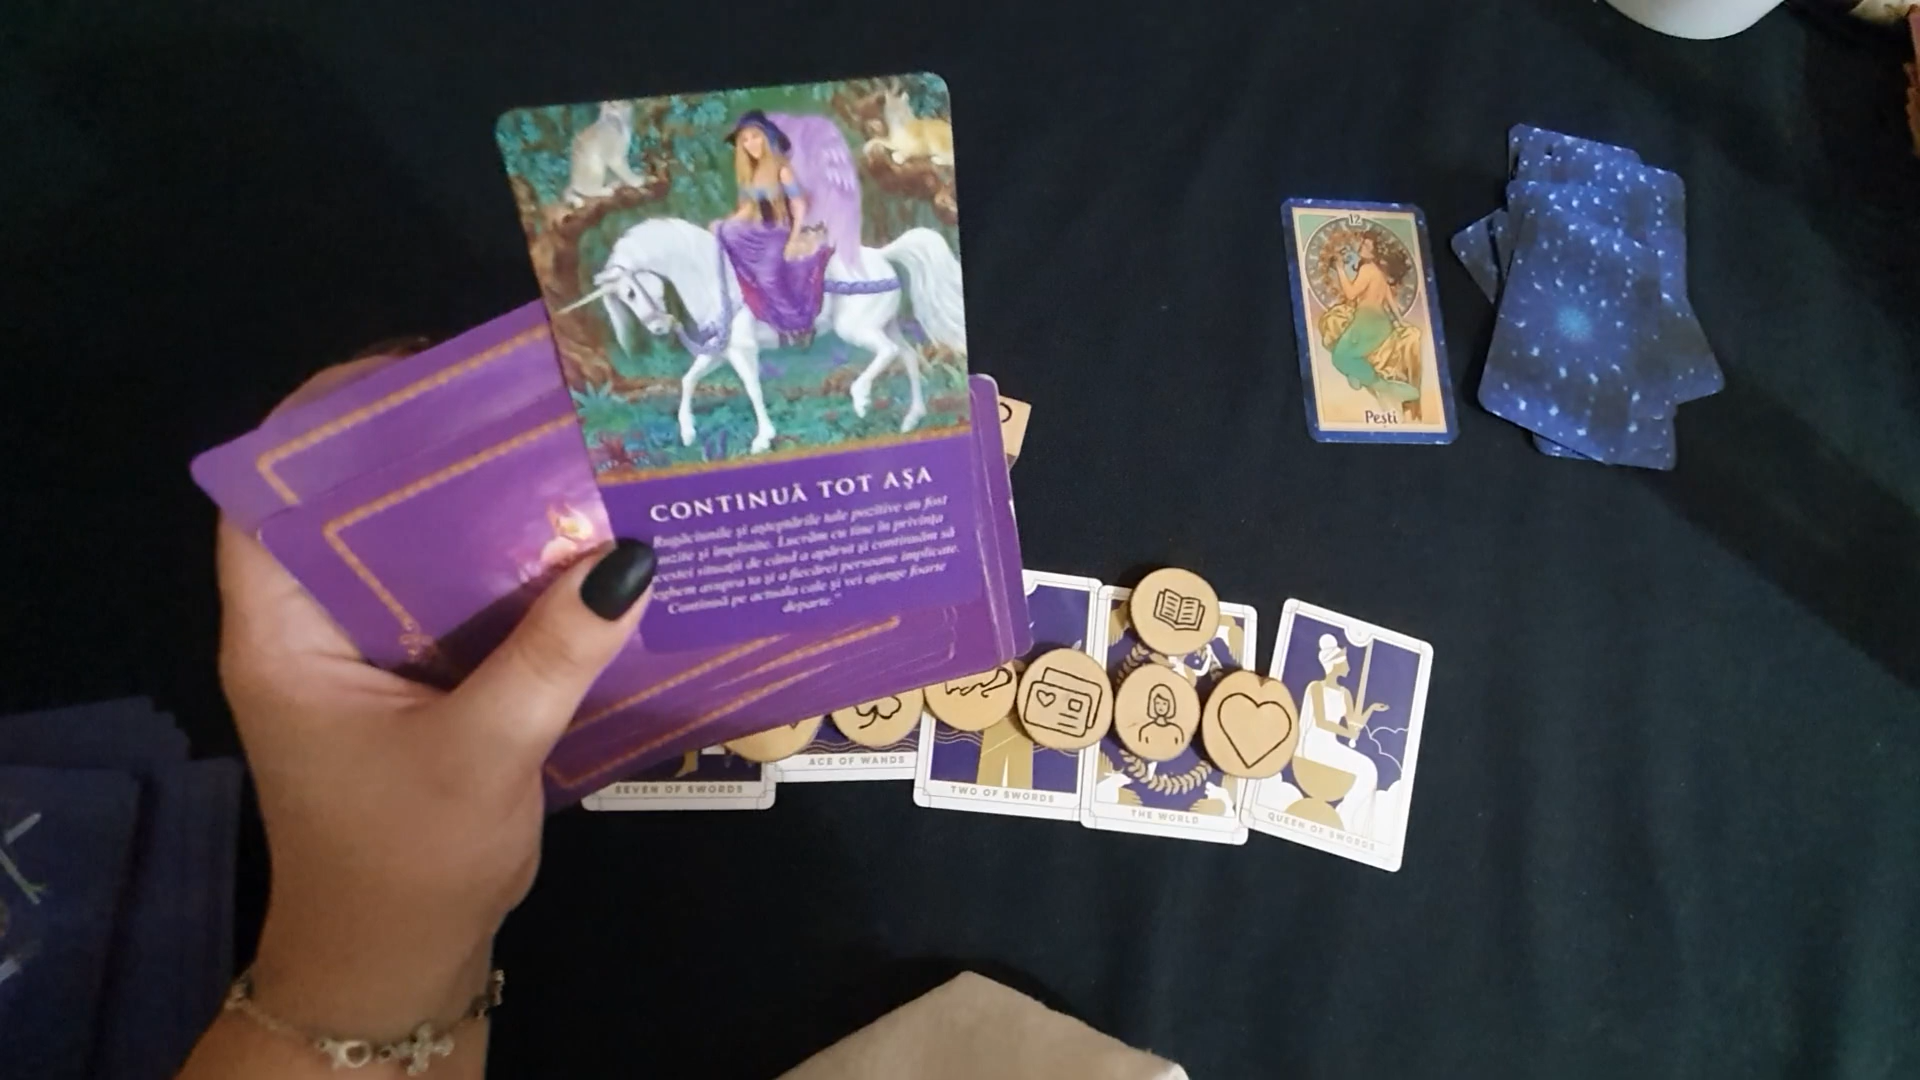 12
Pești
CONTINUĂ TOT AȘA
Rugăciunile și așteptările tale pozitive au fost
auzite și împlinite. Lucrăm cu tine în privința
acestei situații de când a apărut și continuăm să
veghem asupra ta și a fiecărei persoane implicate.
Continuă pe actuala cale și vei ajunge foarte
departe."
SEVEN OF SWORDS
ACE OF WANDS
TWO OF SWORDS
THE WORLD
QUEEN OF SWORDS